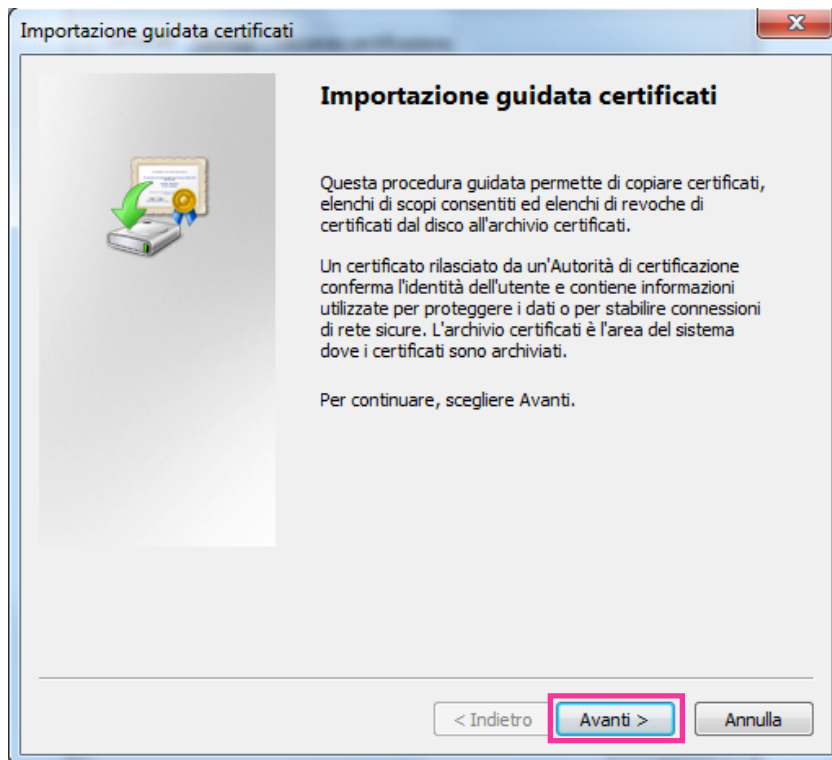 Importazione guidata certificati
Importazione guidata certificati
Questa procedura guidata permette di copiare certificati,
elenchi di scopi consentiti ed elenchi di revoche di
certificati dal disco all'archivio certificati.
Un certificato rilasciato da un'Autorità di certificazione
conferma l'identità dell'utente e contiene informazioni
utilizzate per proteggere i dati o per stabilire connessioni
di rete sicure. L'archivio certificati è l'area del sistema
dove i certificati sono archiviati.
Per continuare, scegliere Avanti.
< Indietro Avanti > Annulla